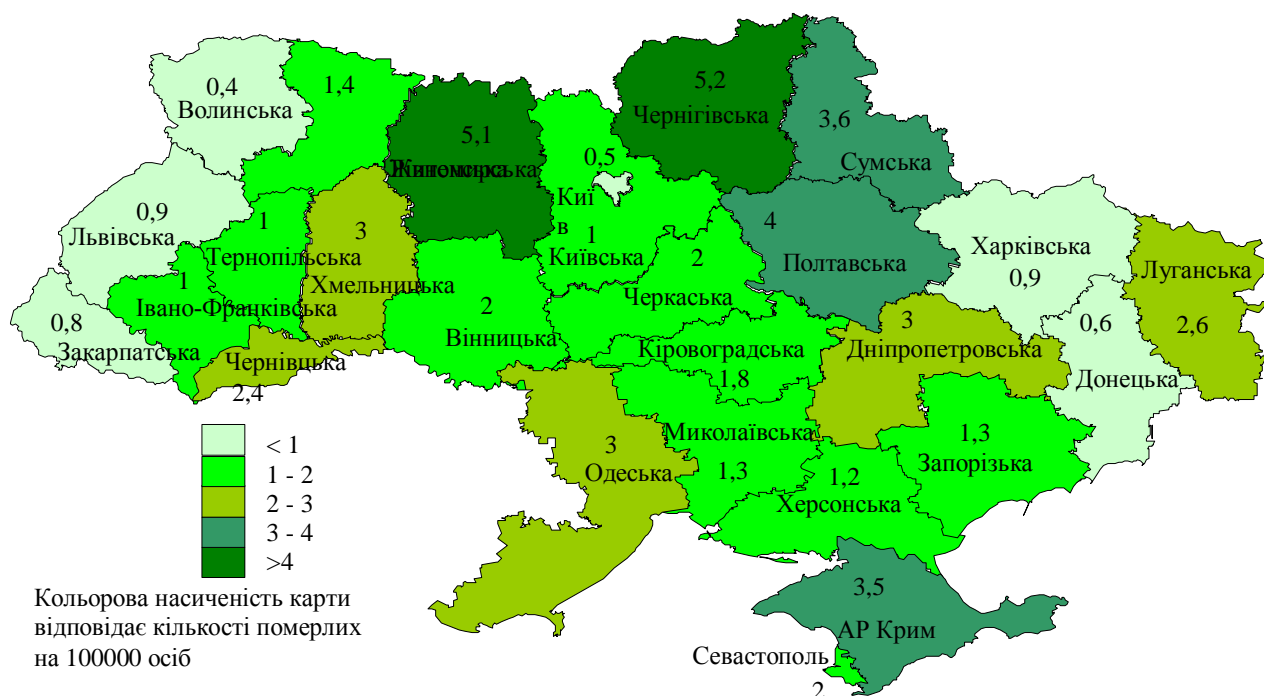 0,4
Волинська
1,4
5,1
5,2
Чернігівська
3,6
Сумська
0,5
Киї
в
1
Київська
0,9
Львівська
1
Тернопільська
3
Хмельницька
4
Полтавська
Харківська
0,9
Луганська
2,6
1
Івано-Франківська
0,8
Закарпатська
Чернівцька
2,4
2
Вінницька
2
Черкаська
Кіровоградська
1,8
3
Дніпропетровська
0,6
Донецька
3
Одеська
Миколаївська
1,3
1,2
Херсонська
1,3
Запорізька
3,5
АР Крим
Севастополь
2
< 1
1 - 2
2 - 3
3 - 4
>4
Кольорова насиченість карти
відповідає кількості померлих
на 100000 осіб